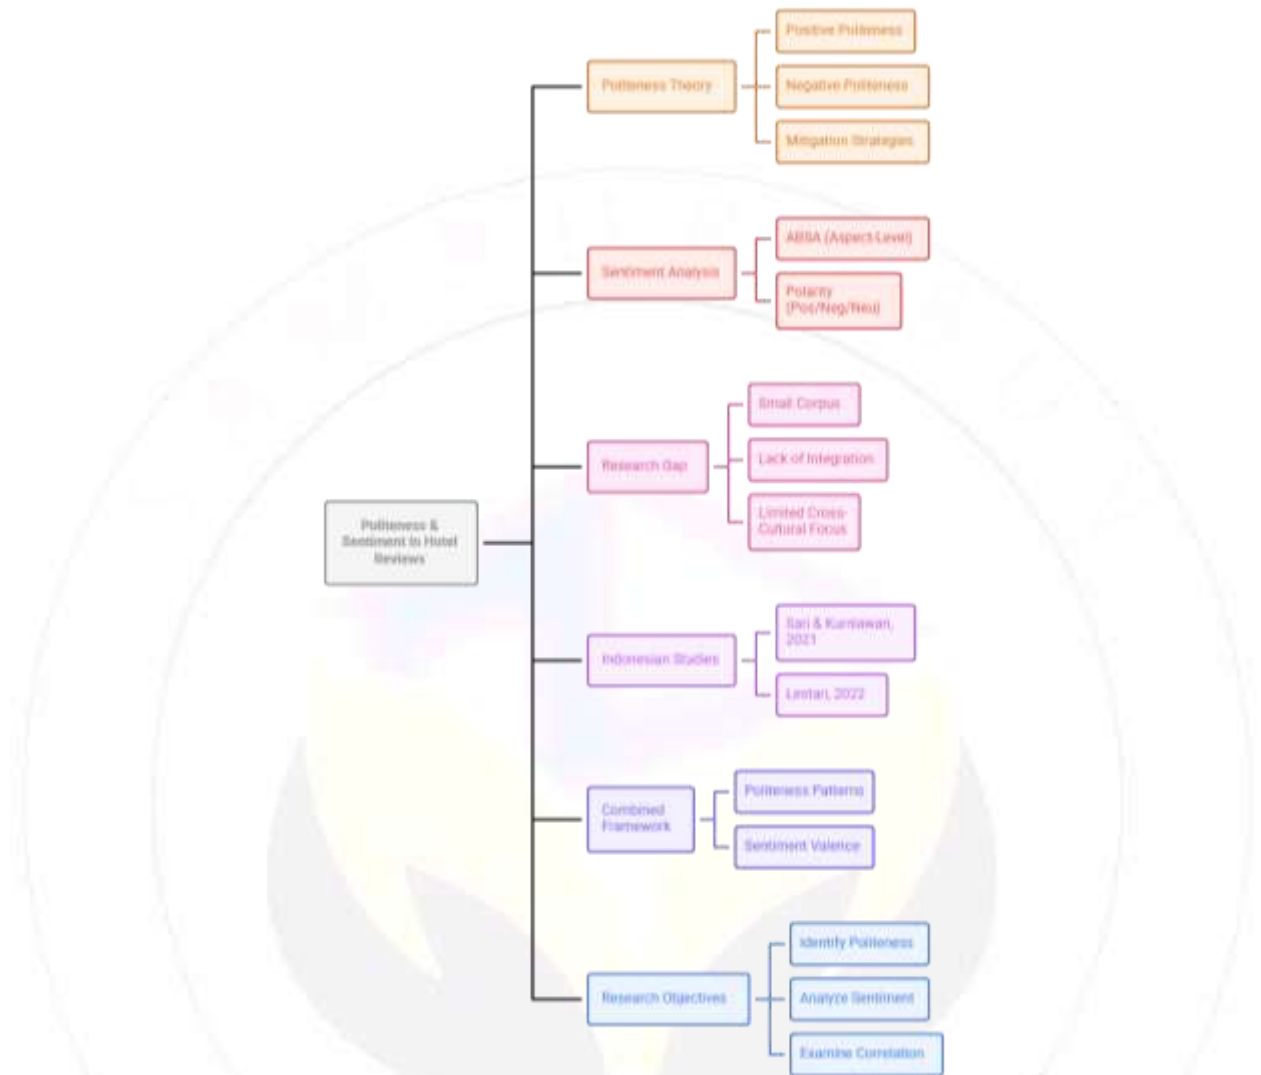 Politeness &
Sentiment in Hotel
Reviews
Politeness Theory
Positive Politeness
Negative Politeness
Mitigation Strategies
Sentiment Analysis
ABSA (Aspect-Level)
Polarity
(Pos/Neg/Neu)
Research Gap
Small Corpus
Lack of Integration
Limited Cross-
Cultural Focus
Indonesian Studies
Sari & Kurniawan,
2021
Lestari, 2022
Combined
Framework
Politeness Patterns
Sentiment Valence
Research Objectives
Identify Politeness
Analyze Sentiment
Examine Correlation